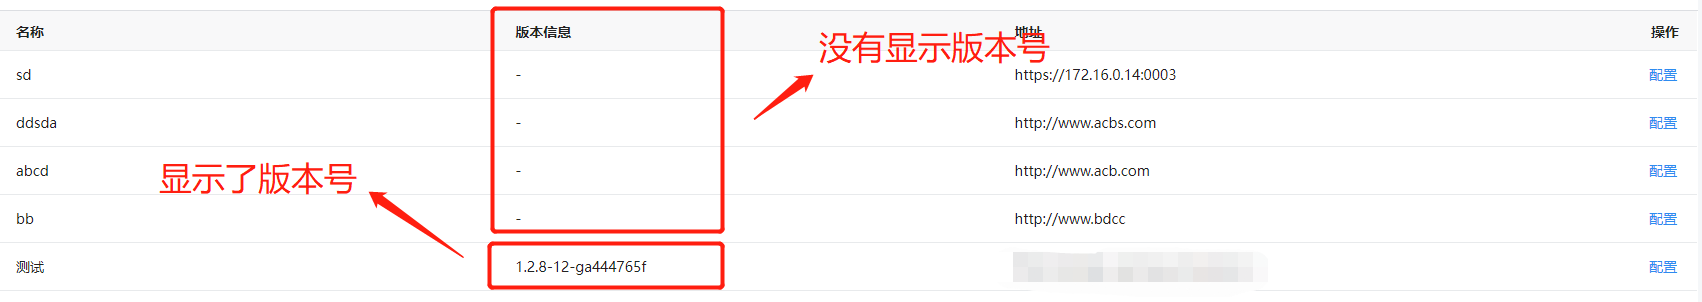 名称 版本信息 地址 操作
没有显示版本号
sd - https://172.16.0.14:0003 配置
ddsda - http://www.acbs.com 配置
abcd - http://www.acb.com 配置
显示了版本号
bb - http://www.bdcc 配置
测试 1.2.8-12-ga444765f 配置